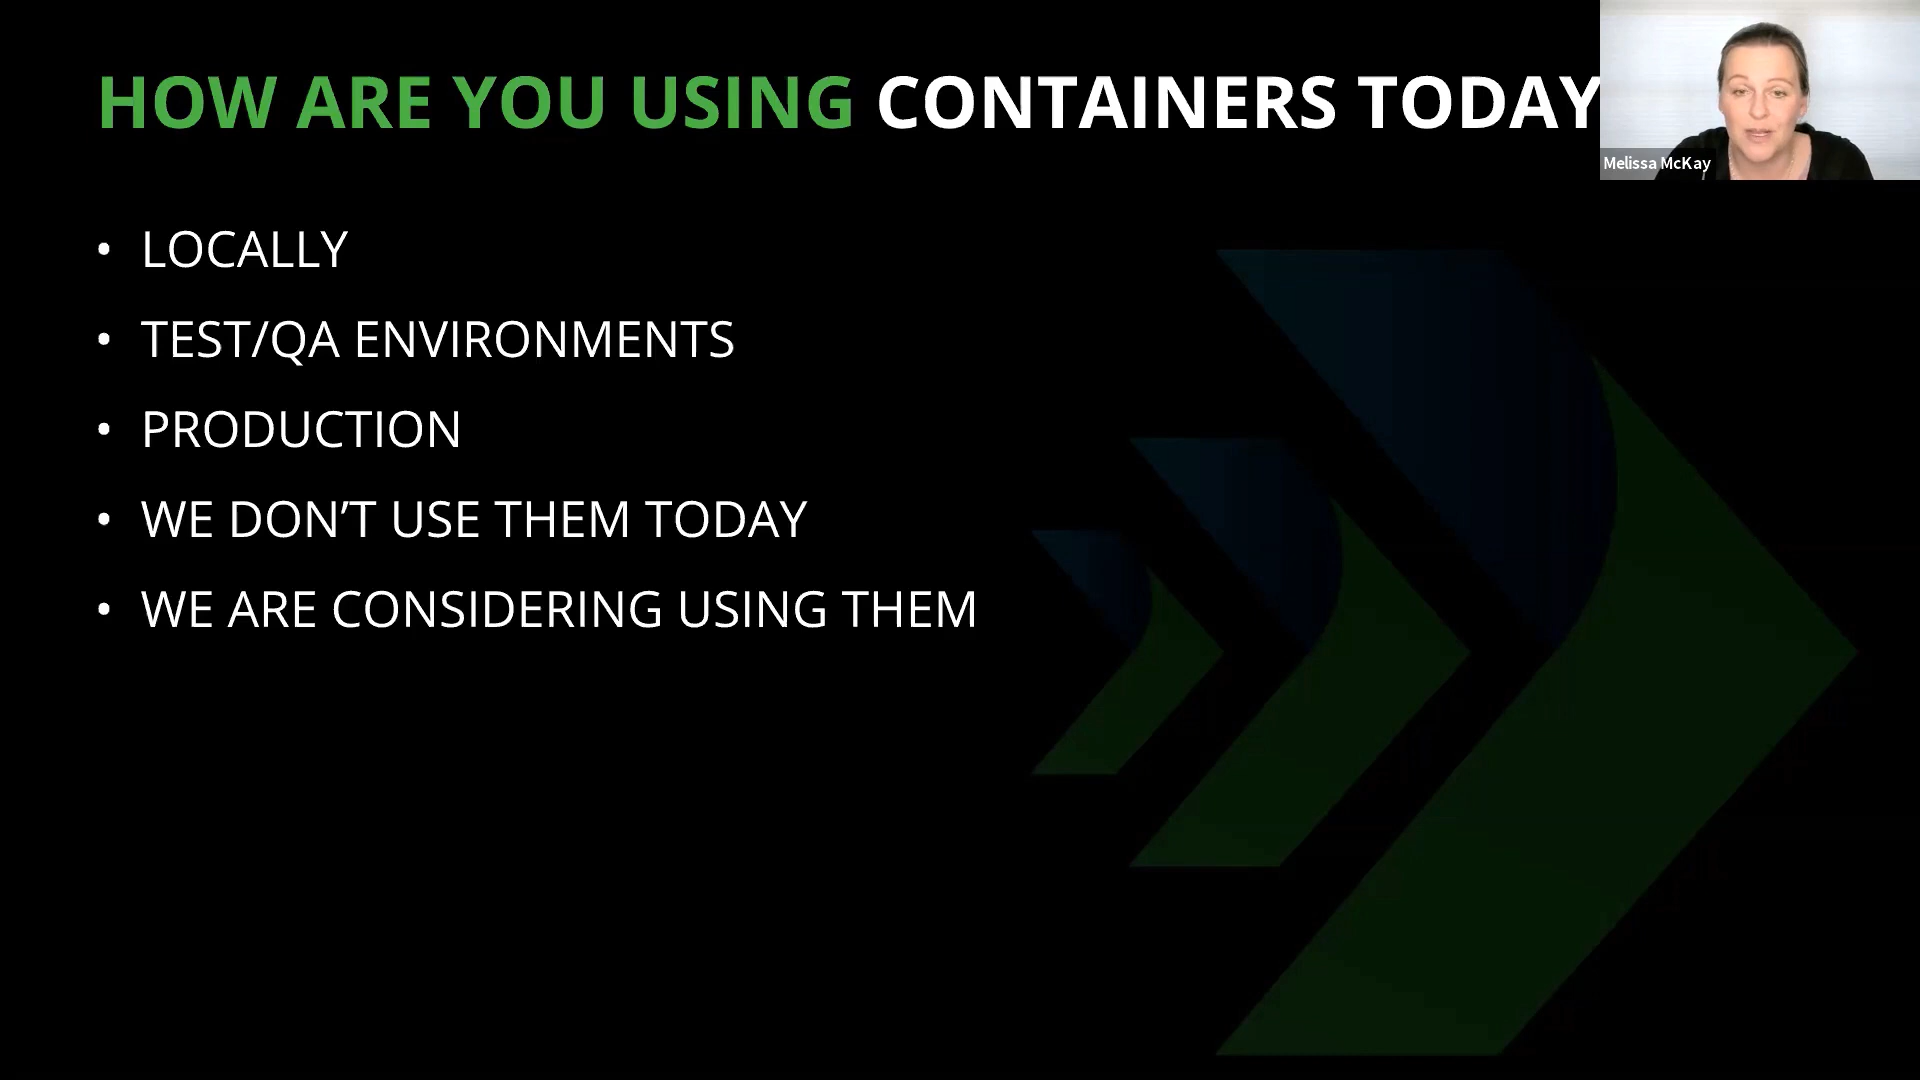 HOW ARE YOU USING CONTAINERS TODAY
Melissa McKay
• LOCALLY
• TEST/QA ENVIRONMENTS
• PRODUCTION
• WE DON’T USE THEM TODAY
• WE ARE CONSIDERING USING THEM